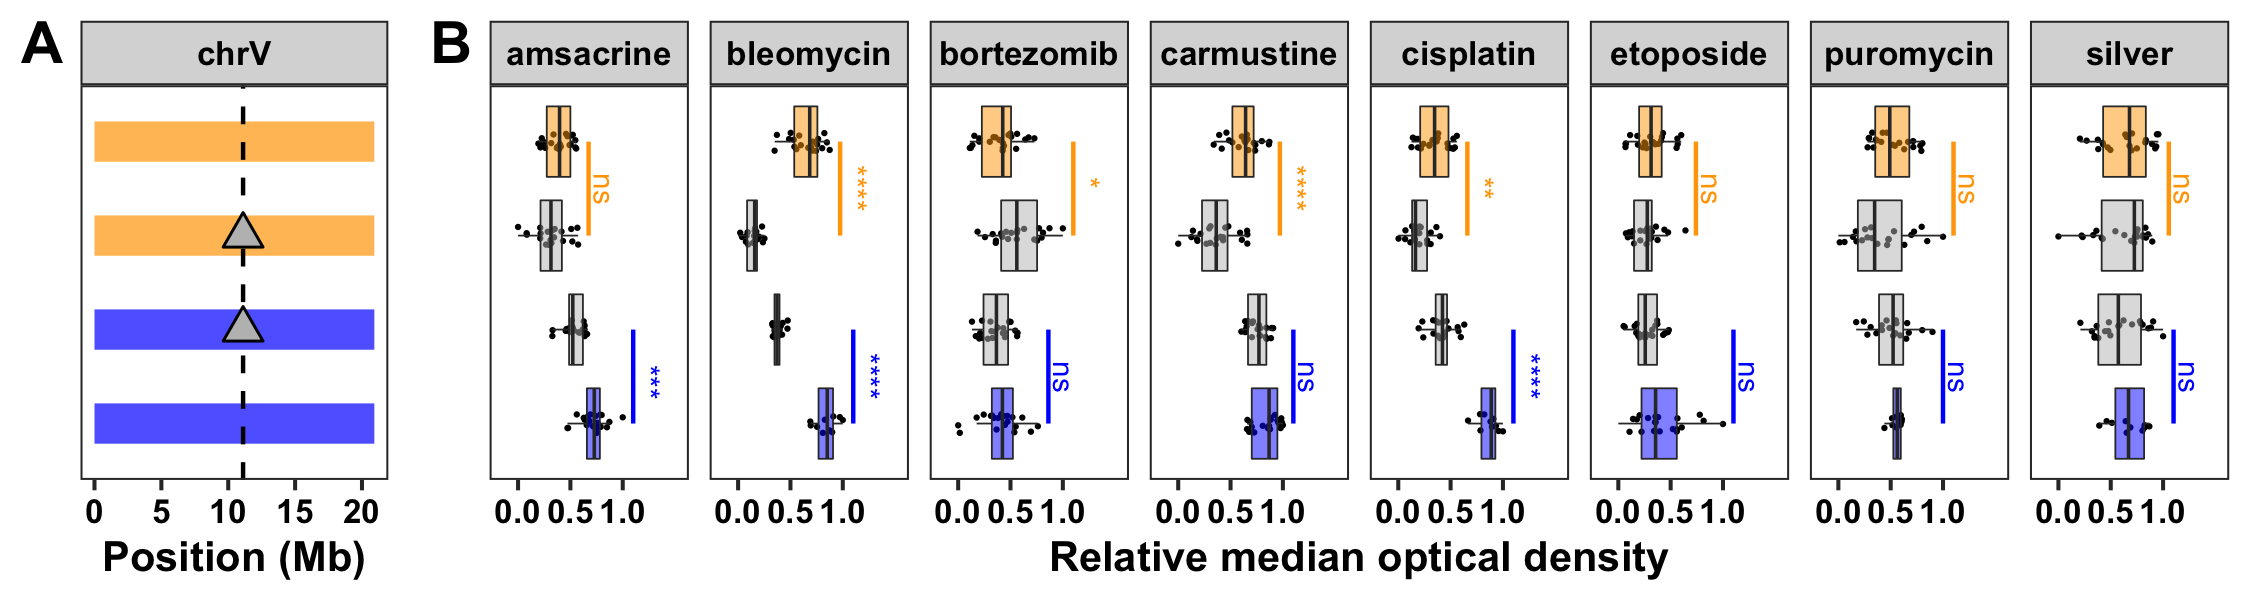 A
chrV
0 5 10 15 20
Position (Mb)
B
amsacrine bleomycin bortezomib carmustine cisplatin etoposide puromycin silver
ns **** * **** ** ns ns ns
*** **** ns ns **** ns ns ns
0.0 0.5 1.0 0.0 0.5 1.0 0.0 0.5 1.0 0.0 0.5 1.0 0.0 0.5 1.0 0.0 0.5 1.0 0.0 0.5 1.0 0.0 0.5 1.0
Relative median optical density